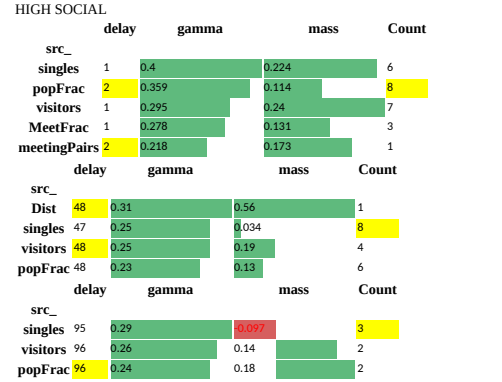 HIGH SOCIAL
delay gamma mass Count
src_
singles 1 0.4 0.224 6
popFrac 2 0.359 0.114 8
visitors 1 0.295 0.24 7
MeetFrac 1 0.278 0.131 3
meetingPairs 2 0.218 0.173 1
delay gamma mass Count
src_
Dist 48 0.31 0.56 1
singles 47 0.25 0.034 8
visitors 48 0.25 0.19 4
popFrac 48 0.23 0.13 6
delay gamma mass Count
src_
singles 95 0.29 -0.097 3
visitors 96 0.26 0.14 2
popFrac 96 0.24 0.18 2